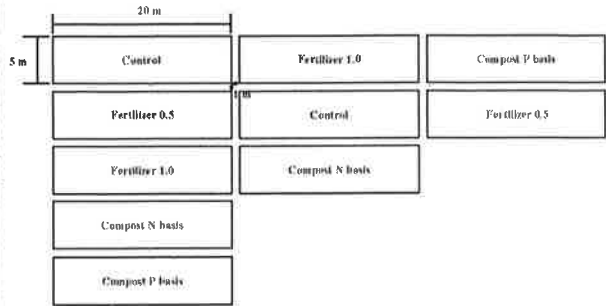 20 m
5 m
Control
Fertilizer 1.0
Compost P basis
1 m
Fertilizer 0.5
Control
Fertilizer 0.5
Fertilizer 1.0
Compost N basis
Compost N basis
Compost P basis